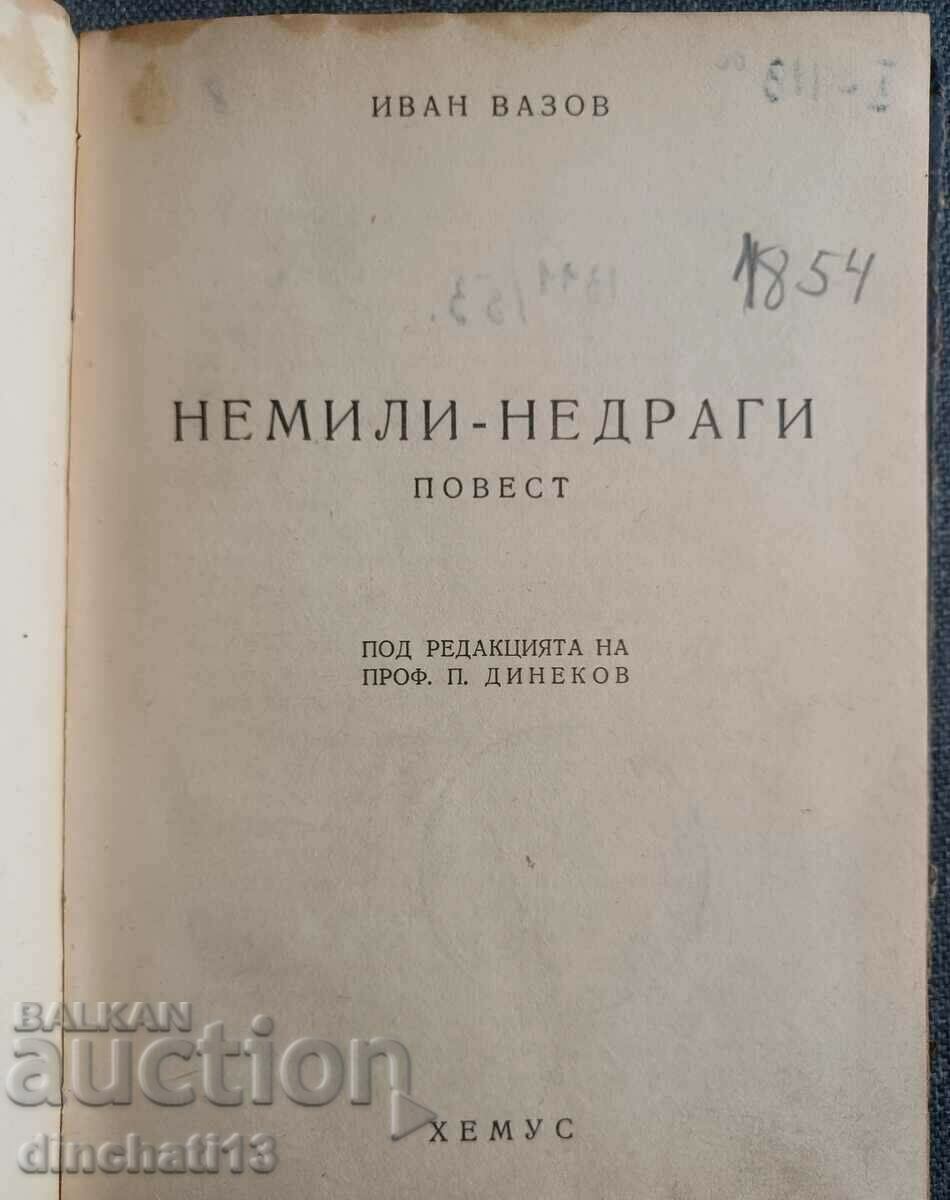 ИВАН ВАЗОВ
1854
НЕМИЛИ-НЕДРАГИ
ПОВЕСТ
ПОД РЕДАКЦИЯТА НА
ПРОФ. П. ДИНЕКОВ
BALKAN
auction
ХЕМУС
dinchati13